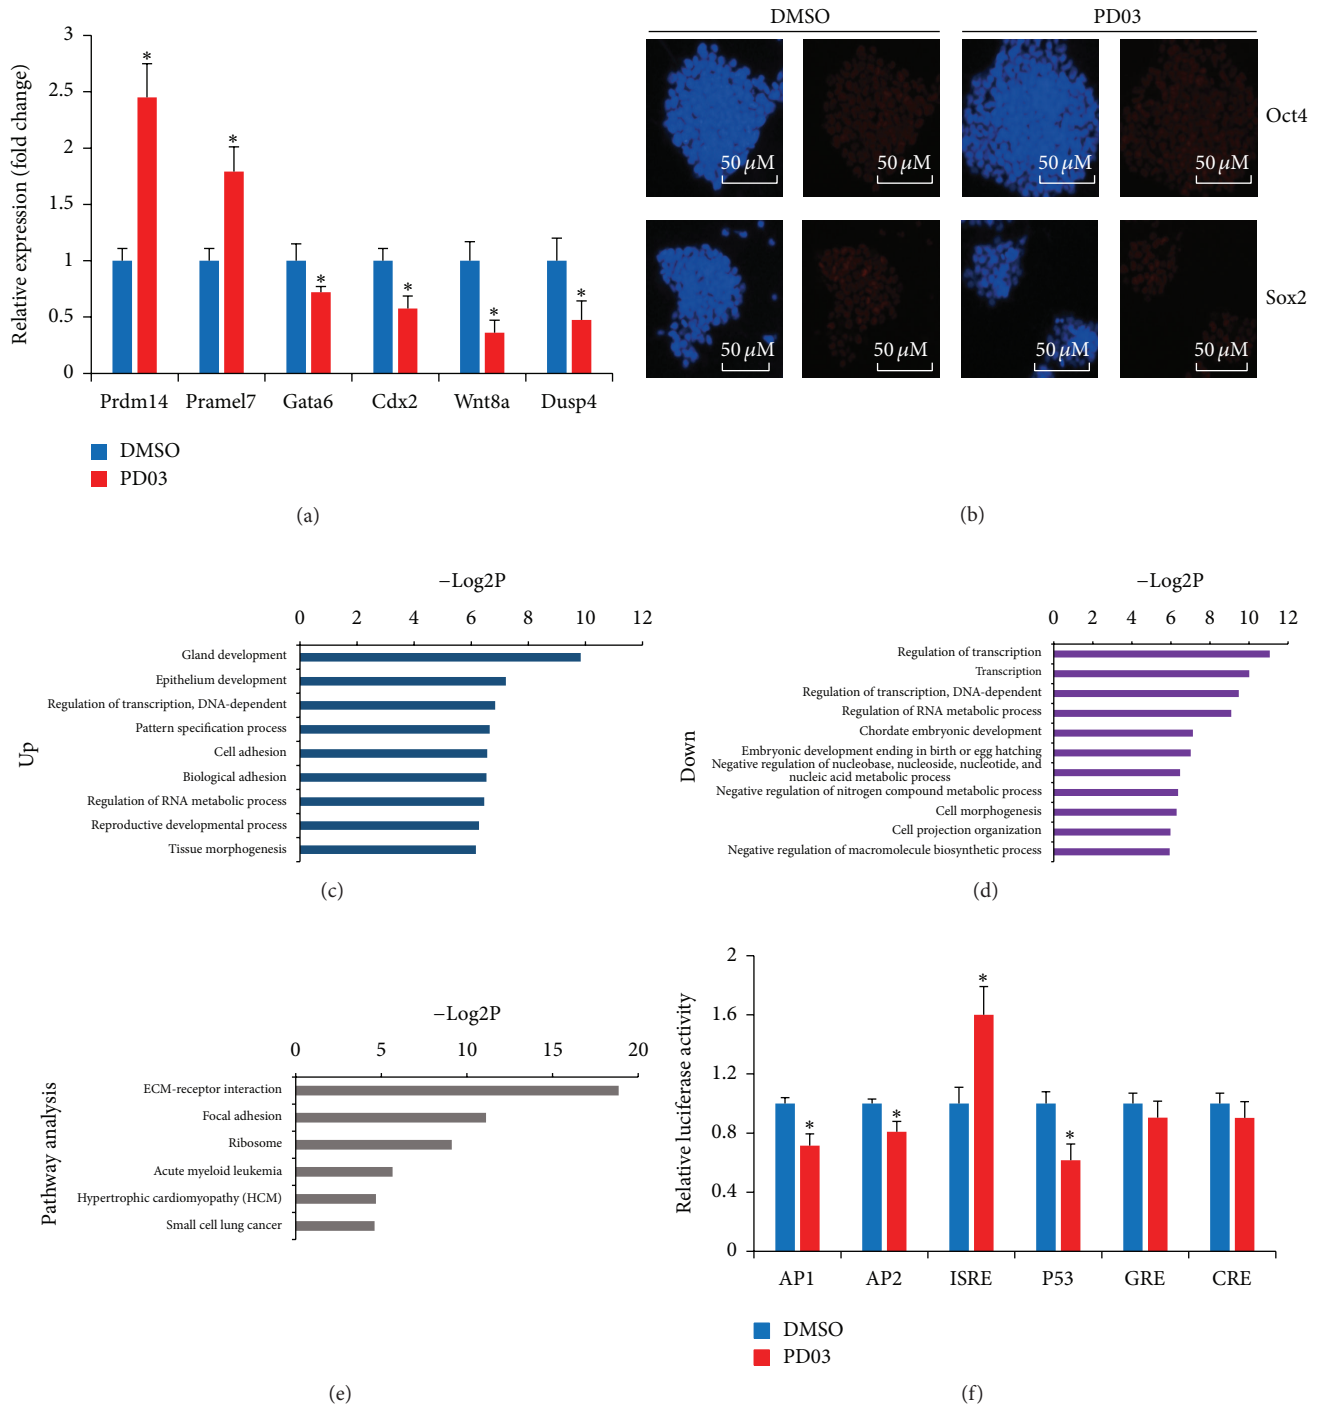 3
2.5
2
1.5
1
0.5
0
Relative expression (fold change)
* * * * * *
Prdm14 Pramel7 Gata6 Cdx2 Wnt8a Dusp4
DMSO
PD03
(a)
DMSO PD03
50 μM 50 μM 50 μM 50 μM
Oct4
50 μM 50 μM 50 μM 50 μM
Sox2
(b)
−Log2P
0 2 4 6 8 10 12
Up
Gland development
Epithelium development
Regulation of transcription, DNA-dependent
Pattern specification process
Cell adhesion
Biological adhesion
Regulation of RNA metabolic process
Reproductive developmental process
Tissue morphogenesis
(c)
−Log2P
0 2 4 6 8 10 12
Down
Regulation of transcription
Transcription
Regulation of transcription, DNA-dependent
Regulation of RNA metabolic process
Chordate embryonic development
Embryonic development ending in birth or egg hatching
Negative regulation of nucleobase, nucleoside, nucleotide, and
nucleic acid metabolic process
Negative regulation of nitrogen compound metabolic process
Cell morphogenesis
Cell projection organization
Negative regulation of macromolecule biosynthetic process
(d)
−Log2P
0 5 10 15 20
Pathway analysis
ECM-receptor interaction
Focal adhesion
Ribosome
Acute myeloid leukemia
Hypertrophic cardiomyopathy (HCM)
Small cell lung cancer
(e)
2
1.6
1.2
0.8
0.4
0
Relative luciferase activity
* * * *
AP1 AP2 ISRE P53 GRE CRE
DMSO
PD03
(f)